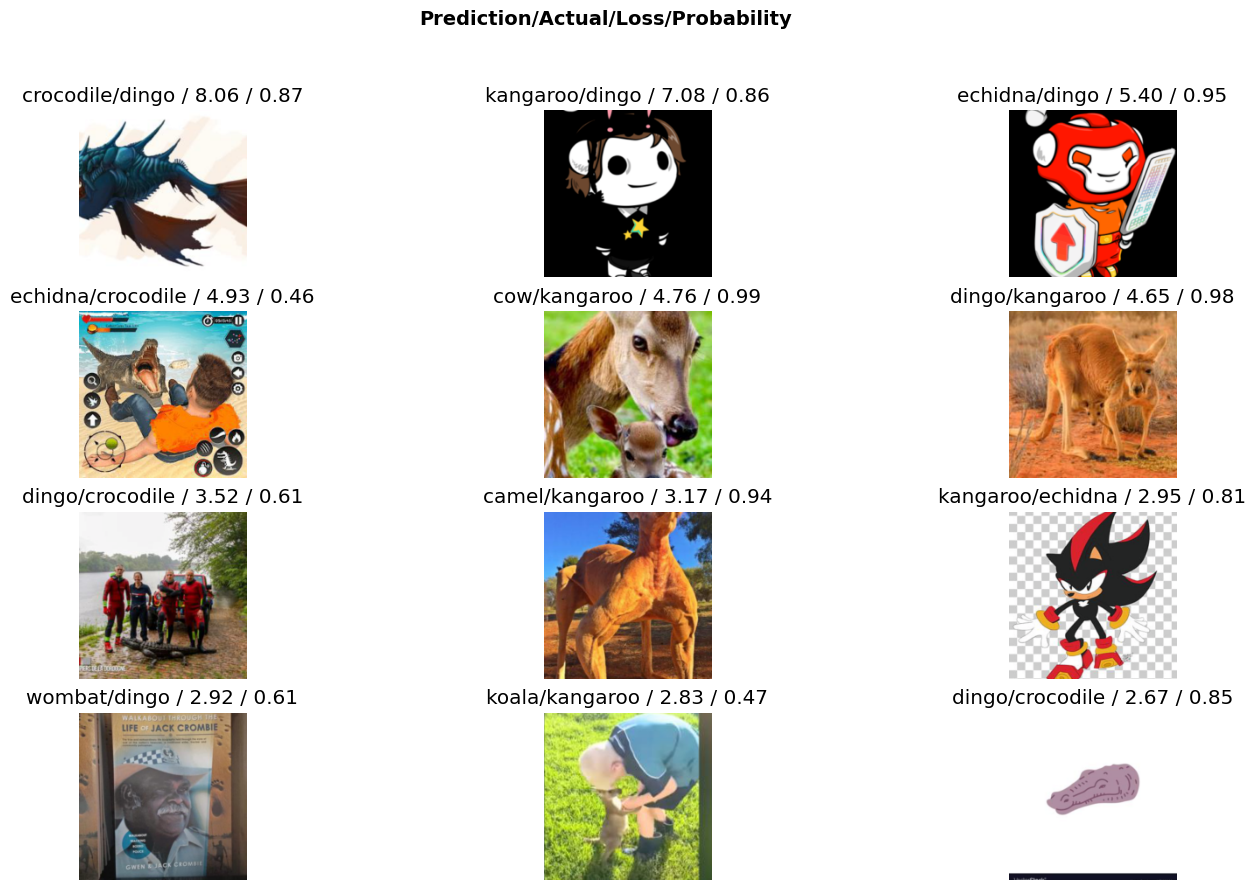 Prediction/Actual/Loss/Probability
crocodile/dingo / 8.06 / 0.87
kangaroo/dingo / 7.08 / 0.86
echidna/dingo / 5.40 / 0.95
echidna/crocodile / 4.93 / 0.46
cow/kangaroo / 4.76 / 0.99
dingo/kangaroo / 4.65 / 0.98
dingo/crocodile / 3.52 / 0.61
camel/kangaroo / 3.17 / 0.94
kangaroo/echidna / 2.95 / 0.81
wombat/dingo / 2.92 / 0.61
koala/kangaroo / 2.83 / 0.47
dingo/crocodile / 2.67 / 0.85
WALKABOUT THROUGH THE
LIFE OF JACK CROMBIE
GWEN & JACK CROMBIE